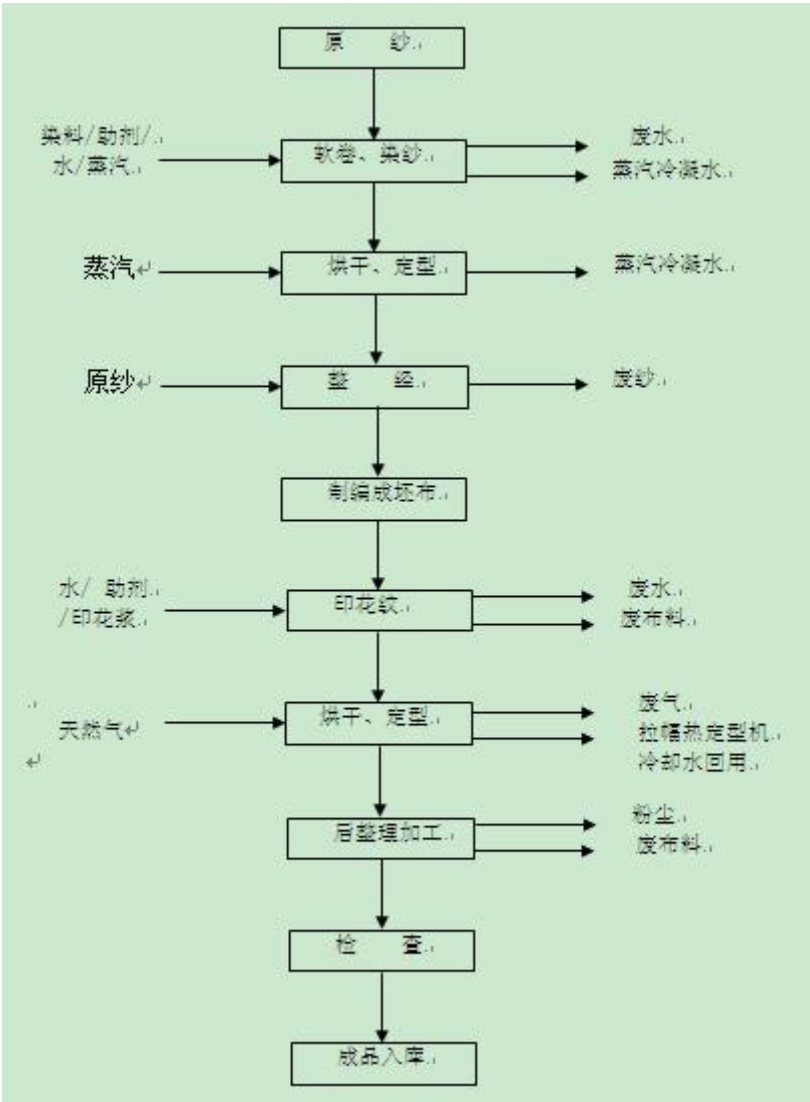 原 纱
染料/助剂/
水/蒸汽
软卷、染纱
废水
蒸汽冷凝水
蒸汽
烘干、定型
蒸汽冷凝水
原纱
整 经
废纱
制编成坯布
水/ 助剂
/印花浆
印花纹
废水
废布料
天然气
烘干、定型
废气
拉幅热定型机
冷却水回用
后整理加工
粉尘
废布料
检 查
成品入库